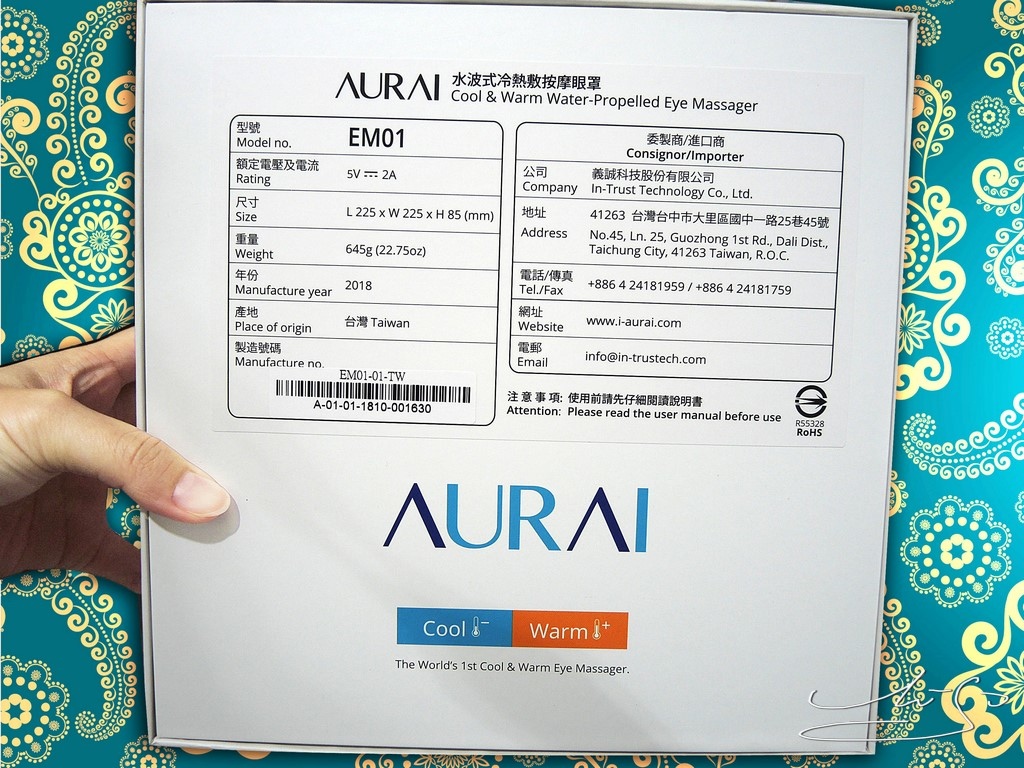 AURAI 水波式冷熱敷按摩眼罩
Cool & Warm Water-Propelled Eye Massager
型號
Model no. EM01
額定電壓及電流
Rating 5V ⎓ 2A
尺寸
Size L 225 x W 225 x H 85 (mm)
重量
Weight 645g (22.75oz)
年份
Manufacture year 2018
產地
Place of origin 台灣 Taiwan
製造號碼
Manufacture no.
EM01-01-TW
A-01-01-1810-001630
委製商/進口商
Consignor/Importer
公司 義誠科技股份有限公司
Company In-Trust Technology Co., Ltd.
地址 41263 台灣台中市大里區國中一路25巷45號
Address No.45, Ln. 25, Guozhong 1st Rd., Dali Dist.,
Taichung City, 41263 Taiwan, R.O.C.
電話/傳真
Tel./Fax +886 4 24181959 / +886 4 24181759
網址
Website www.i-aurai.com
電郵
Email info@in-trustech.com
注意事項: 使用前請先仔細閱讀說明書
Attention: Please read the user manual before use
R55328
RoHS
AURAI
Cool − Warm +
The World's 1st Cool & Warm Eye Massager.